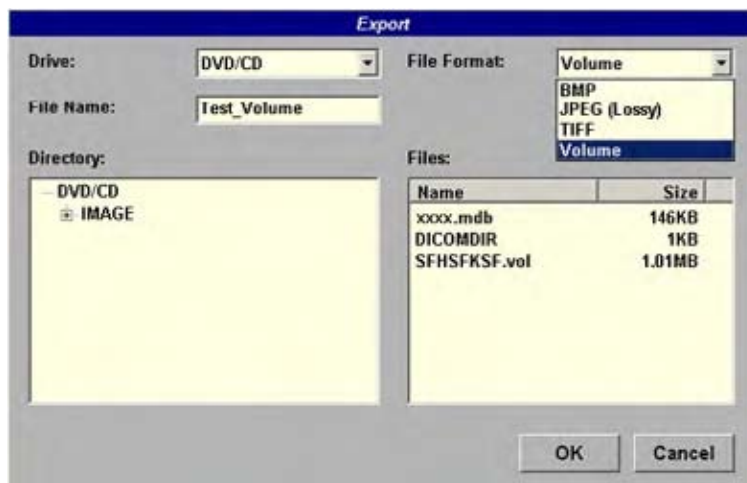 Export
Drive: DVD/CD File Format: Volume
BMP
File Name: Test_Volume JPEG (Lossy)
TIFF
Volume
Directory: Files:
DVD/CD Name Size
IMAGE xxxx.mdb 146KB
DICOMDIR 1KB
SFHSFKSF.vol 1.01MB
OK Cancel